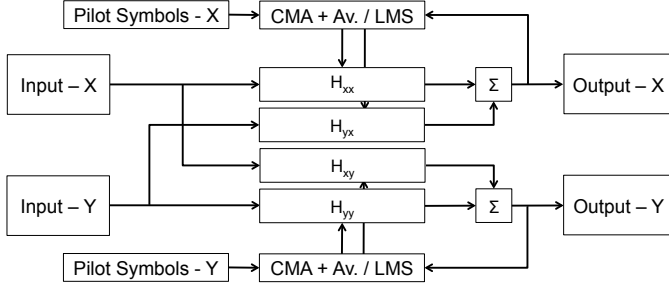 Pilot Symbols - X
CMA + Av. / LMS
Input – X
Hxx
Σ
Output – X
Hyx
Hxy
Input – Y
Hyy
Σ
Output – Y
Pilot Symbols - Y
CMA + Av. / LMS